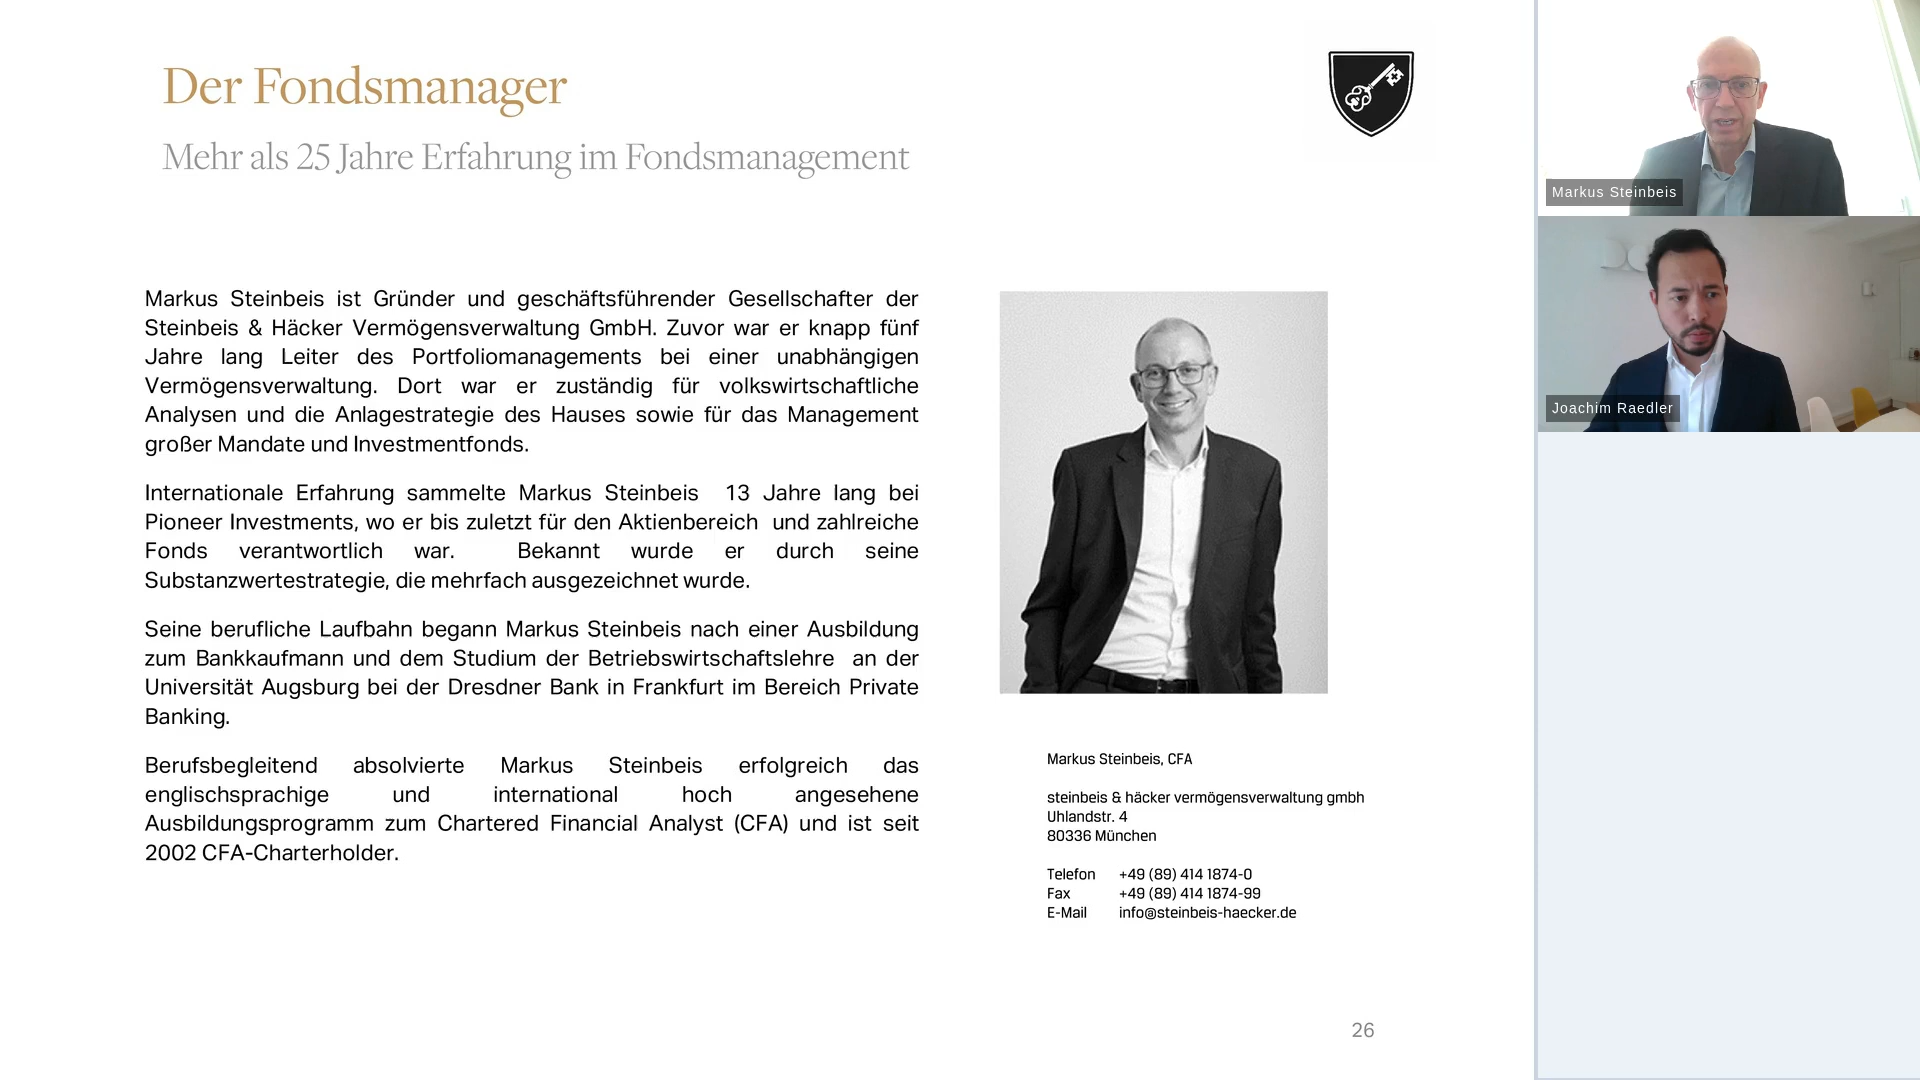 Der Fondsmanager
Mehr als 25 Jahre Erfahrung im Fondsmanagement
Markus Steinbeis ist Gründer und geschäftsführender Gesellschafter der
Steinbeis & Häcker Vermögensverwaltung GmbH. Zuvor war er knapp fünf
Jahre lang Leiter des Portfoliomanagements bei einer unabhängigen
Vermögensverwaltung. Dort war er zuständig für volkswirtschaftliche
Analysen und die Anlagestrategie des Hauses sowie für das Management
großer Mandate und Investmentfonds.
Internationale Erfahrung sammelte Markus Steinbeis 13 Jahre lang bei
Pioneer Investments, wo er bis zuletzt für den Aktienbereich und zahlreiche
Fonds verantwortlich war. Bekannt wurde er durch seine
Substanzwertestrategie, die mehrfach ausgezeichnet wurde.
Seine berufliche Laufbahn begann Markus Steinbeis nach einer Ausbildung
zum Bankkaufmann und dem Studium der Betriebswirtschaftslehre an der
Universität Augsburg bei der Dresdner Bank in Frankfurt im Bereich Private
Banking.
Berufsbegleitend absolvierte Markus Steinbeis erfolgreich das
englischsprachige und international hoch angesehene
Ausbildungsprogramm zum Chartered Financial Analyst (CFA) und ist seit
2002 CFA-Charterholder.
Markus Steinbeis, CFA
steinbeis & häcker vermögensverwaltung gmbh
Uhlandstr. 4
80336 München
Telefon +49 (89) 414 1874-0
Fax +49 (89) 414 1874-99
E-Mail info@steinbeis-haecker.de
26
Markus Steinbeis
Joachim Raedler